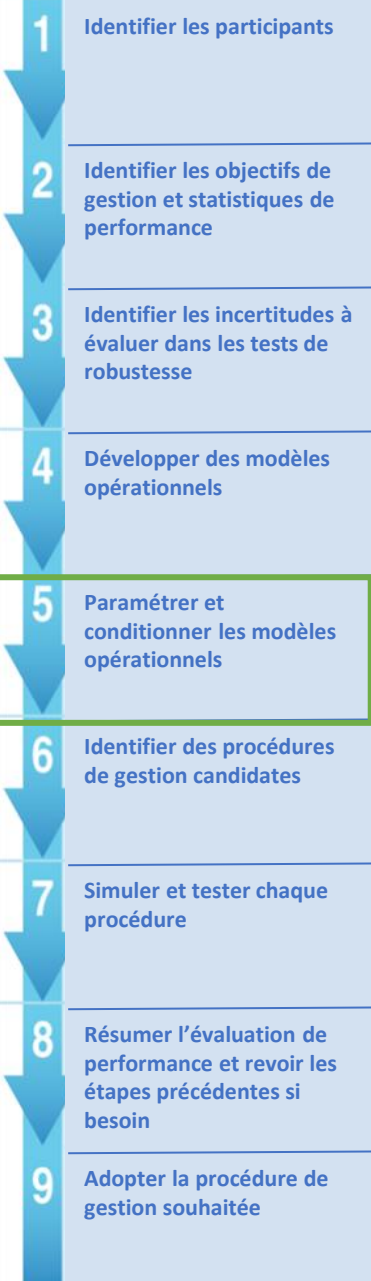 1
Identifier les participants
2
Identifier les objectifs de
gestion et statistiques de
performance
3
Identifier les incertitudes à
évaluer dans les tests de
robustesse
4
Développer des modèles
opérationnels
5
Paramétrer et
conditionner les modèles
opérationnels
6
Identifier des procédures
de gestion candidates
7
Simuler et tester chaque
procédure
8
Résumer l’évaluation de
performance et revoir les
étapes précédentes si
besoin
9
Adopter la procédure de
gestion souhaitée